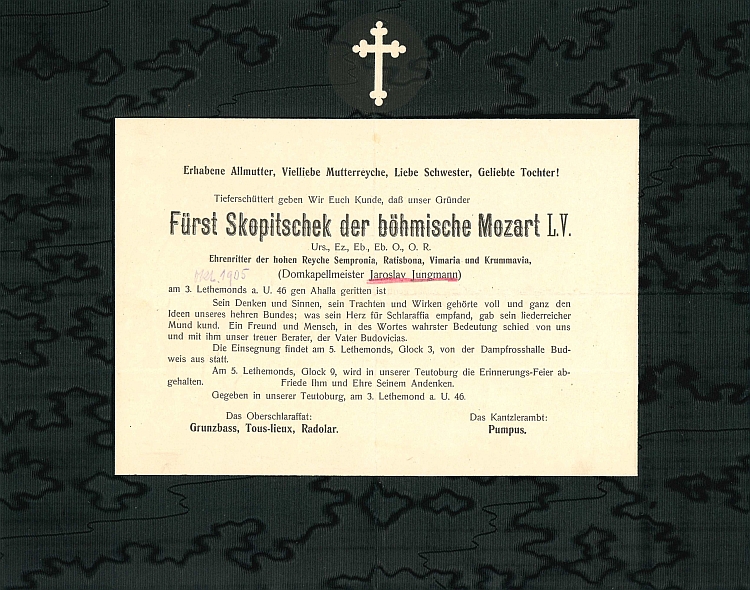 Erhabene Allmutter, Vielliebe Mutterreyche, Liebe Schwester, Geliebte Tochter!
Tieferschüttert geben Wir Euch Kunde, daß unser Gründer
Fürst Skopitschek der böhmische Mozart I.V.
Urs., Ez., Eb., Eb. O., O. R.
Ehrenritter der hohen Reyche Sempronia, Ratisbona, Vimaria und Krummavia,
1905
(Domkapellmeister Jaroslav Jungmann)
am 3. Lethemonds a. U. 46 gen Ahalla geritten ist
Sein Denken und Sinnen, sein Trachten und Wirken gehörte voll und ganz den
Ideen unseres hehren Bundes; was sein Herz für Schlaraffia empfand, gab sein liederreicher
Mund kund. Ein Freund und Mensch, in des Wortes wahrster Bedeutung schied von uns
und mit ihm unser treuer Berater, der Vater Budovicias.
Die Einsegnung findet am 5. Lethemonds, Glock 3, von der Dampfrosshalle Bud-
weis aus statt.
Am 5. Lethemonds, Glock 9, wird in unserer Teutoburg die Erinnerungs-Feier ab-
gehalten. Friede Ihm und Ehre Seinem Andenken.
Gegeben in unserer Teutoburg, am 3. Lethemond a. U. 46.
Das Oberschlaraffat: Das Kantzlerambt:
Grunzbass, Tous-lieux, Radolar. Pumpus.